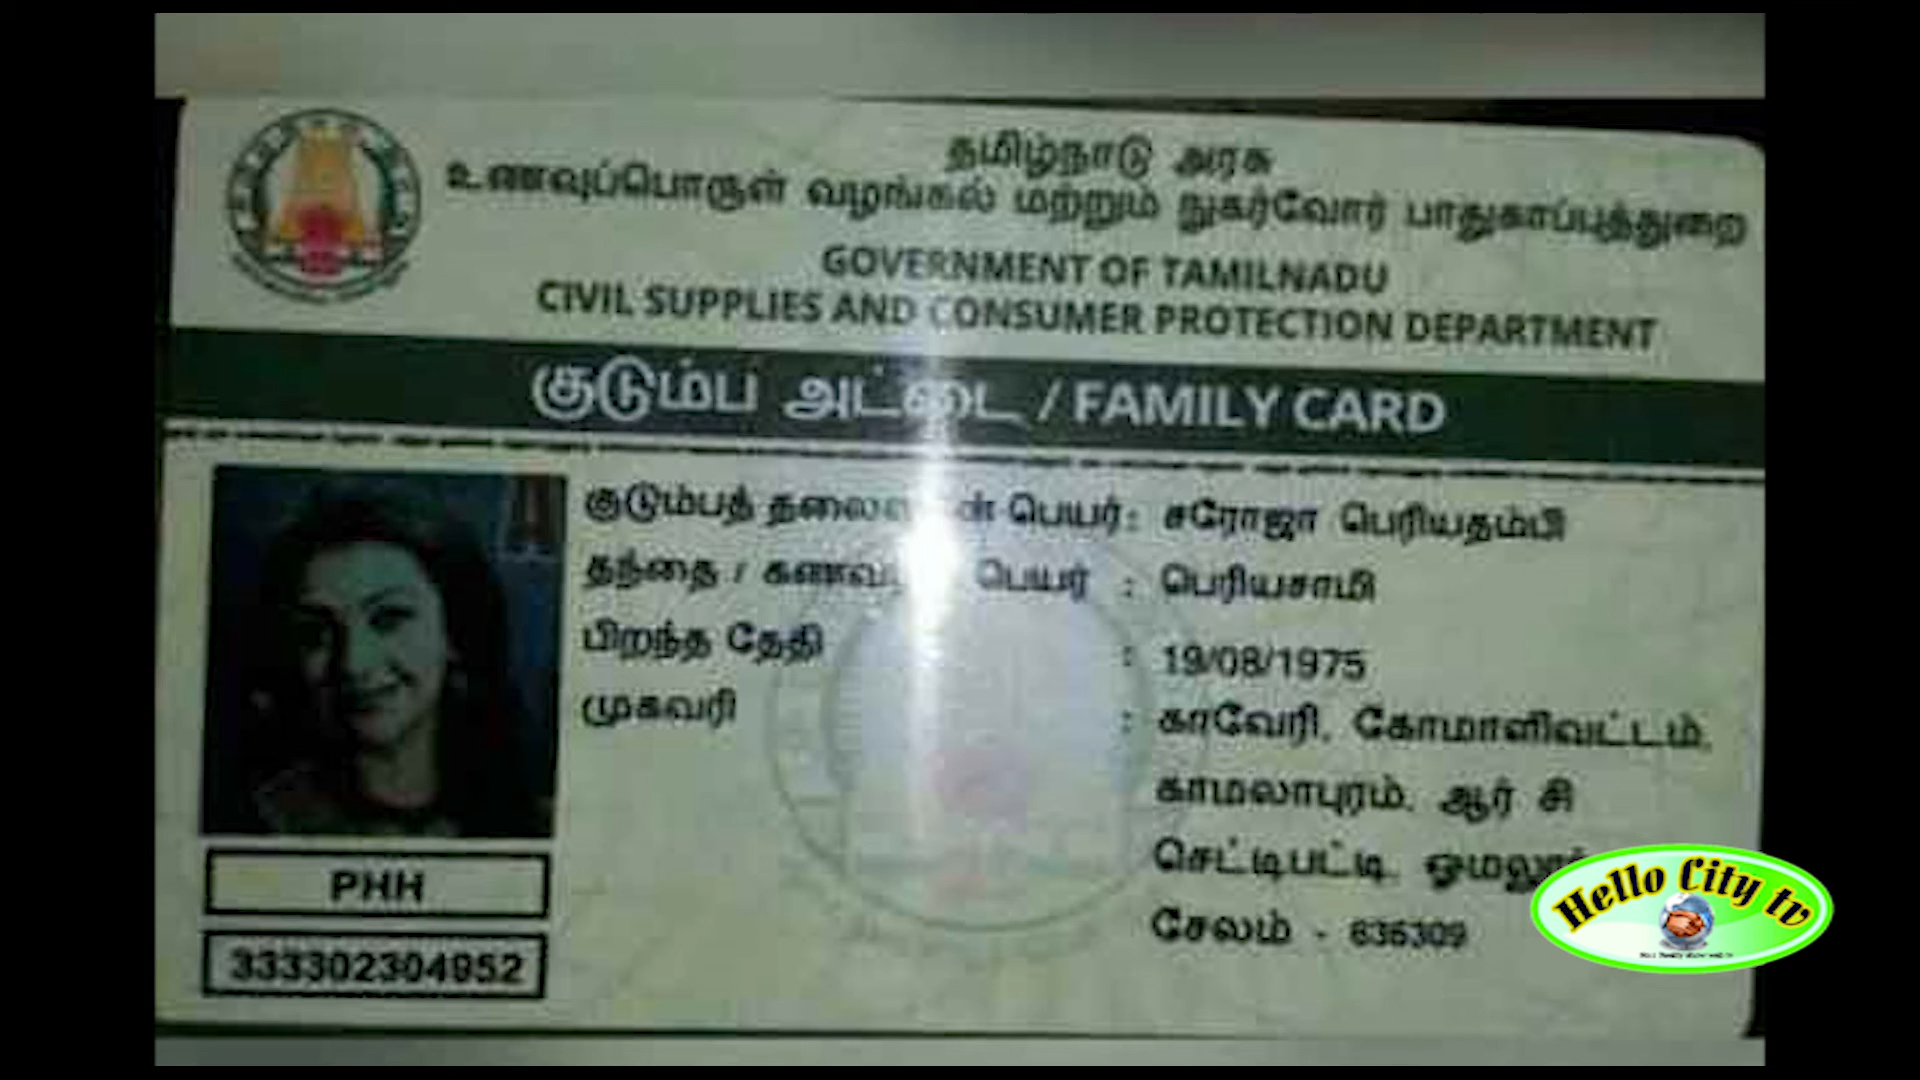 தமிழ்நாடு அரசு
உணவுப்பொருள் வழங்கல் மற்றும் நுகர்வோர் பாதுகாப்புத்துறை
GOVERNMENT OF TAMILNADU
CIVIL SUPPLIES AND CONSUMER PROTECTION DEPARTMENT
குடும்ப அட்டை / FAMILY CARD
குடும்பத் பெயர் : சரோஜா பெரியதம்பி
தந்தை / பெயர் : பெரியசாமி
பிறந்த தேதி : 19/08/1975
முகவரி : காவேரி, கோமாளிவட்டம்,
காமலாபுரம், ஆர் சி
செட்டிபட்டி,
சேலம் - 636309
PHH
333302304952
Hello City tv